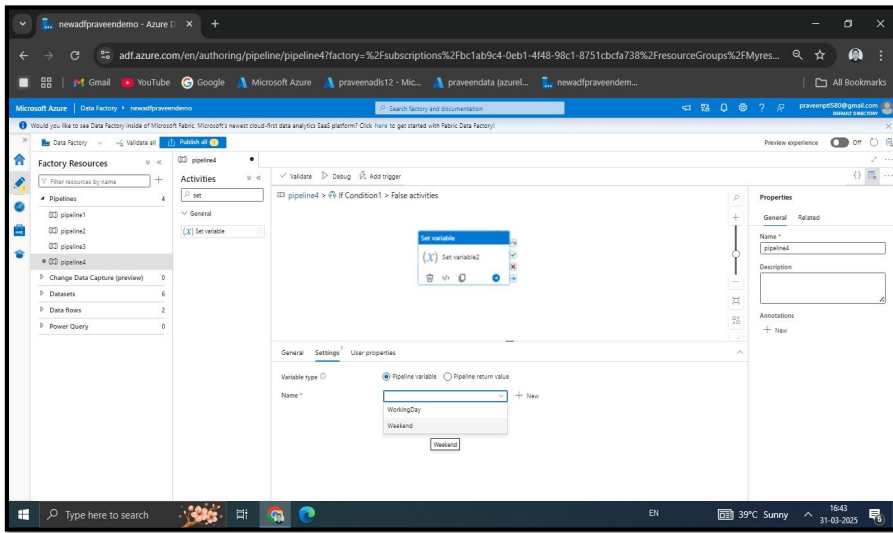 newadfpraveendemo - Azure D
adf.azure.com/en/authoring/pipeline/pipeline4?factory=%2Fsubscriptions%2Fbc1ab9c4-0eb1-4f48-98c1-8751cbcfa738%2FresourceGroups%2FMyres...
Gmail YouTube Google Microsoft Azure praveenadls12 - Mic... praveendata (azurel... newadfpraveendem... All Bookmarks
Microsoft Azure | Data Factory newadfpraveendemo Search factory and documentation praveenptl580@gmail.com
DEFAULT DIRECTORY
Would you like to see Data Factory inside of Microsoft Fabric, Microsoft's newest cloud-first data analytics SaaS platform? Click here to get started with Fabric Data Factory!
Data Factory Validate all Publish all 1 Preview experience Off
Factory Resources
Filter resources by name
Pipelines 4
pipeline1
pipeline2
pipeline3
pipeline4
Change Data Capture (preview) 0
Datasets 6
Data flows 2
Power Query 0
pipeline4
Activities
set
General
(X) Set variable
Validate Debug Add trigger
pipeline4 > If Condition1 > False activities
Set variable
(X) Set variable2
General Settings 1 User properties
Variable type Pipeline variable Pipeline return value
Name * New
WorkingDay
Weekend
Weekend
Properties
General Related
Name *
pipeline4
Description
Annotations
New
Type here to search
EN
39°C Sunny
16:43
31-03-2025
6